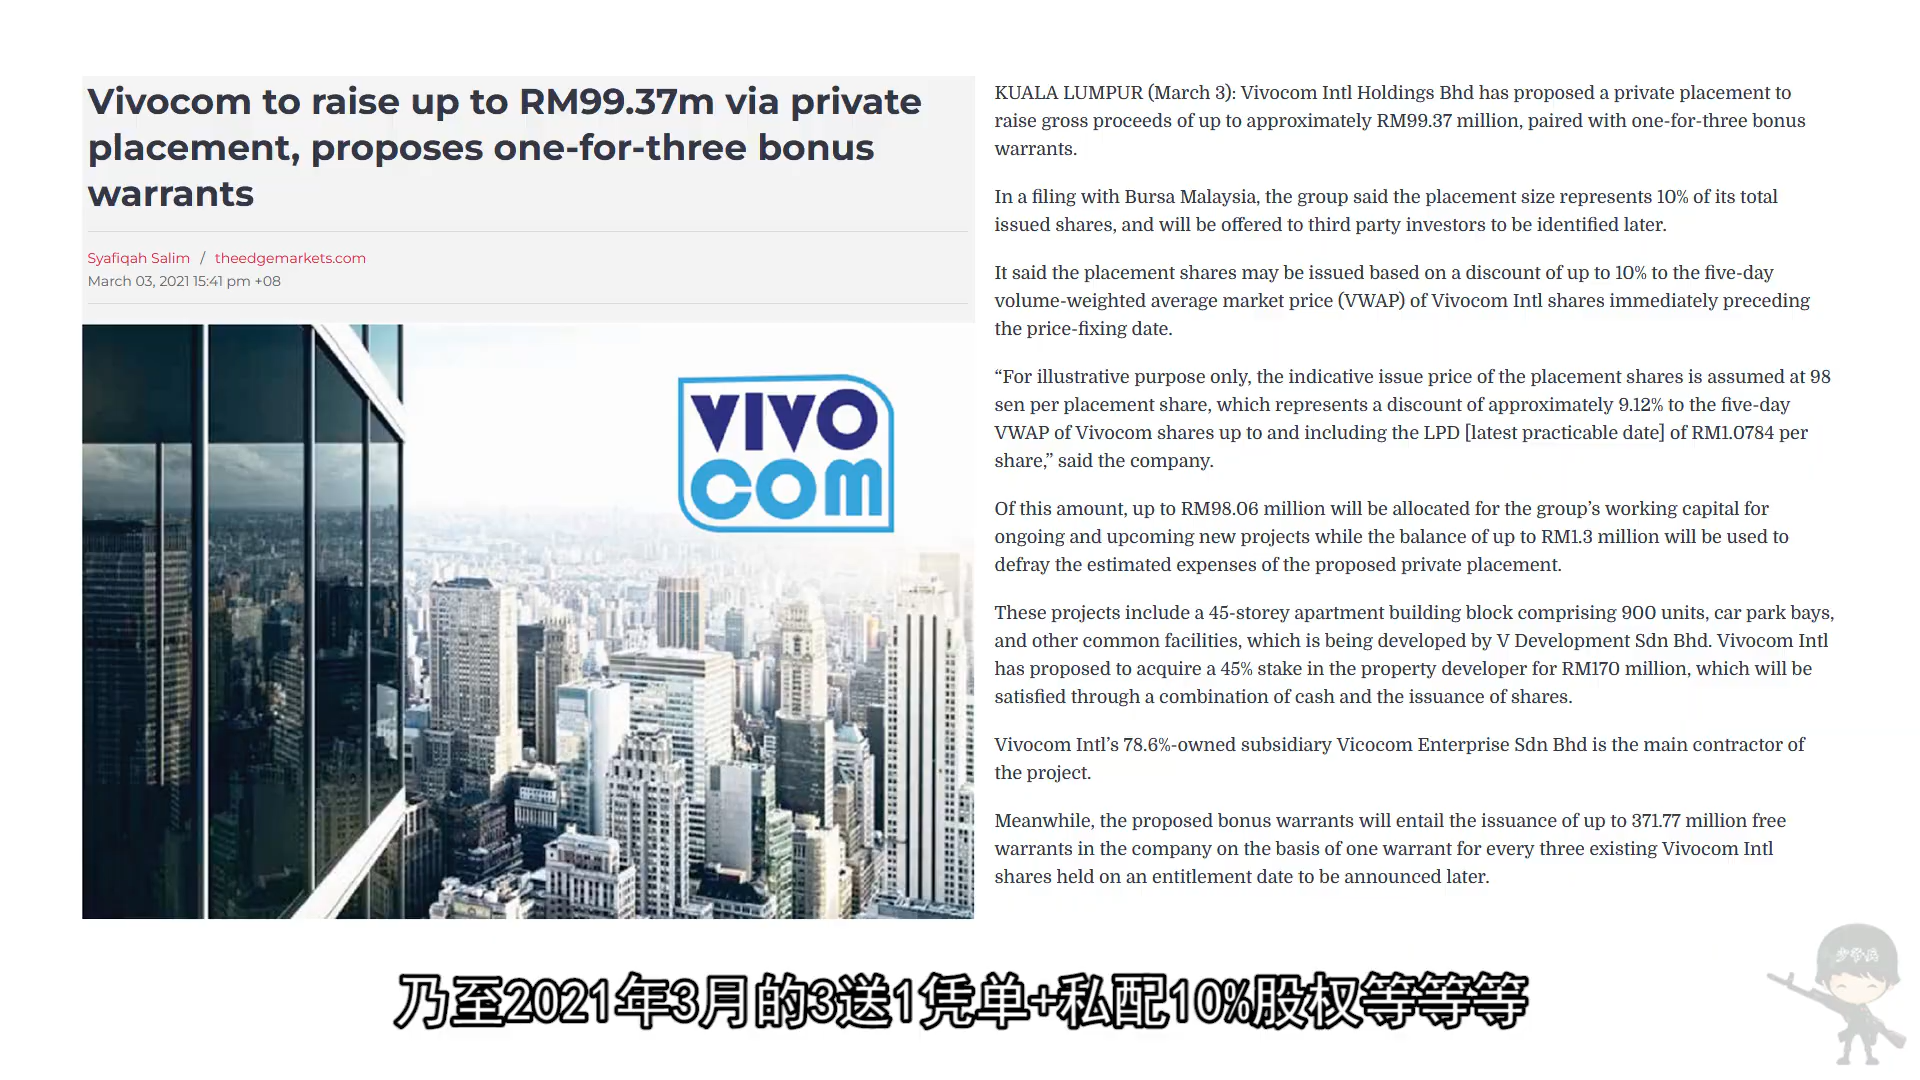 Vivocom to raise up to RM99.37m via private
placement, proposes one-for-three bonus
warrants
Syafiqah Salim / theedgemarkets.com
March 03, 2021 15:41 pm +08
VIVO
COM
KUALA LUMPUR (March 3): Vivocom Intl Holdings Bhd has proposed a private placement to
raise gross proceeds of up to approximately RM99.37 million, paired with one-for-three bonus
warrants.
In a filing with Bursa Malaysia, the group said the placement size represents 10% of its total
issued shares, and will be offered to third party investors to be identified later.
It said the placement shares may be issued based on a discount of up to 10% to the five-day
volume-weighted average market price (VWAP) of Vivocom Intl shares immediately preceding
the price-fixing date.
“For illustrative purpose only, the indicative issue price of the placement shares is assumed at 98
sen per placement share, which represents a discount of approximately 9.12% to the five-day
VWAP of Vivocom shares up to and including the LPD [latest practicable date] of RM1.0784 per
share,” said the company.
Of this amount, up to RM98.06 million will be allocated for the group’s working capital for
ongoing and upcoming new projects while the balance of up to RM1.3 million will be used to
defray the estimated expenses of the proposed private placement.
These projects include a 45-storey apartment building block comprising 900 units, car park bays,
and other common facilities, which is being developed by V Development Sdn Bhd. Vivocom Intl
has proposed to acquire a 45% stake in the property developer for RM170 million, which will be
satisfied through a combination of cash and the issuance of shares.
Vivocom Intl’s 78.6%-owned subsidiary Vicocom Enterprise Sdn Bhd is the main contractor of
the project.
Meanwhile, the proposed bonus warrants will entail the issuance of up to 371.77 million free
warrants in the company on the basis of one warrant for every three existing Vivocom Intl
shares held on an entitlement date to be announced later.
乃至2021年3月的3送1凭单+私配10%股权等等等